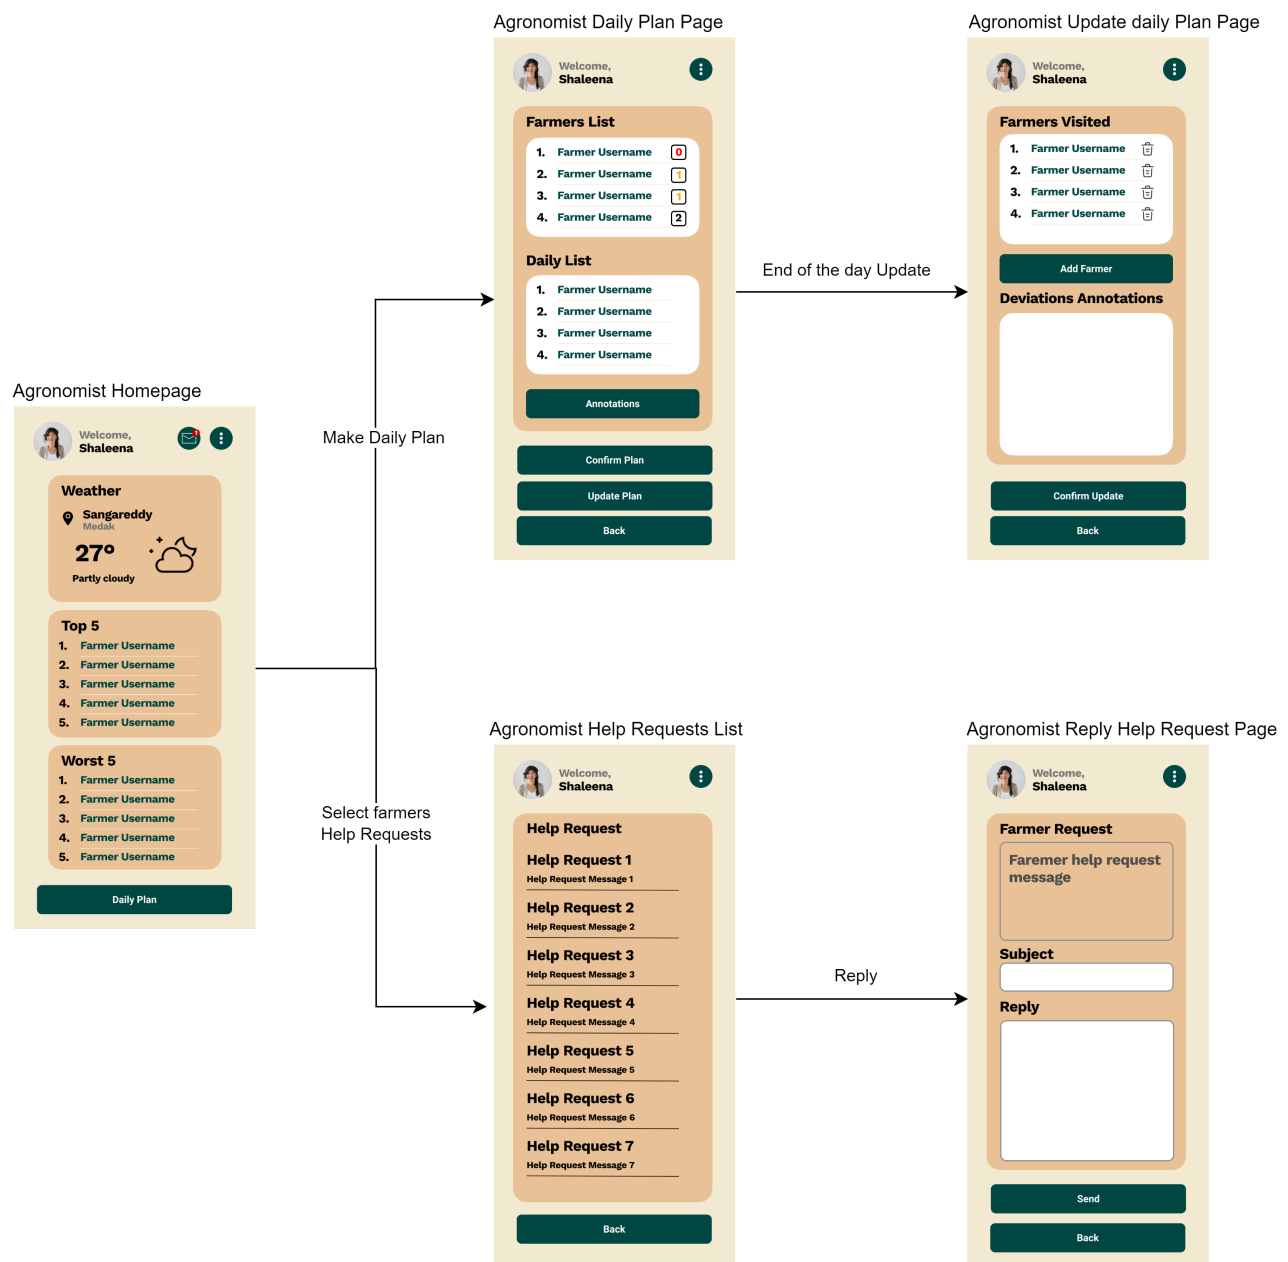 Agronomist Daily Plan Page
Welcome,
Shaleena
Farmers List
1. Farmer Username 0
2. Farmer Username 1
3. Farmer Username 1
4. Farmer Username 2
Daily List
1. Farmer Username
2. Farmer Username
3. Farmer Username
4. Farmer Username
Annotations
Confirm Plan
Update Plan
Back
End of the day Update
Agronomist Update daily Plan Page
Welcome,
Shaleena
Farmers Visited
1. Farmer Username
2. Farmer Username
3. Farmer Username
4. Farmer Username
Add Farmer
Deviations Annotations
Confirm Update
Back
Agronomist Homepage
Welcome,
Shaleena
1
Weather
Sangareddy
Medak
27°
Partly cloudy
Top 5
1. Farmer Username
2. Farmer Username
3. Farmer Username
4. Farmer Username
5. Farmer Username
Worst 5
1. Farmer Username
2. Farmer Username
3. Farmer Username
4. Farmer Username
5. Farmer Username
Daily Plan
Make Daily Plan
Select farmers
Help Requests
Agronomist Help Requests List
Welcome,
Shaleena
Help Request
Help Request 1
Help Request Message 1
Help Request 2
Help Request Message 2
Help Request 3
Help Request Message 3
Help Request 4
Help Request Message 4
Help Request 5
Help Request Message 5
Help Request 6
Help Request Message 6
Help Request 7
Help Request Message 7
Back
Reply
Agronomist Reply Help Request Page
Welcome,
Shaleena
Farmer Request
Faremer help request
message
Subject
Reply
Send
Back